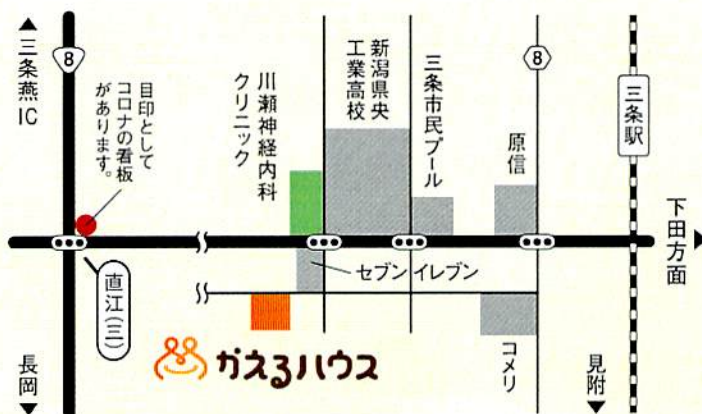 ▲三条燕IC
8
目印として
コロナの看板
があります。
川瀬神経内科
クリニック
新潟県央
工業高校
三条市民プール
8
原信
三条駅
下田方面▶
直江(三)
セブンイレブン
かえるハウス
コメリ
長岡▼
見附▼